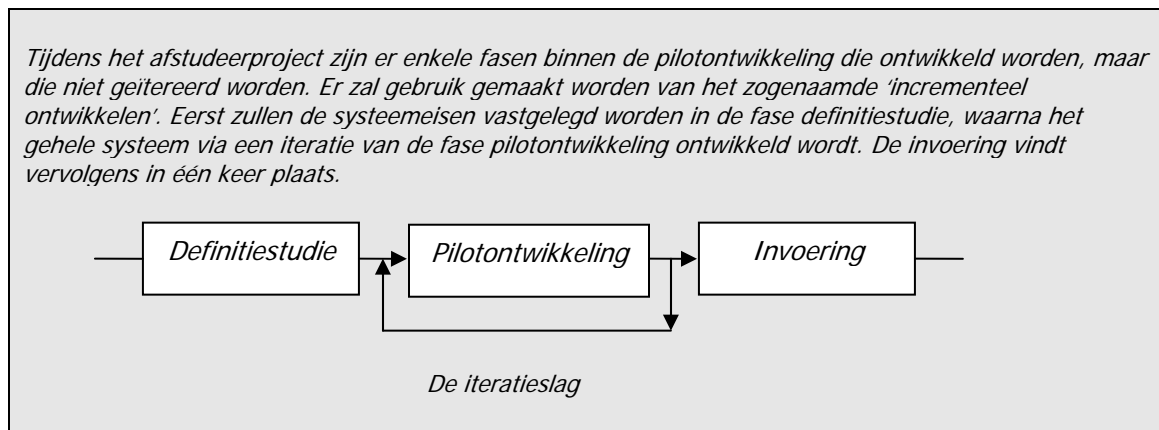 Tijdens het afstudeerproject zijn er enkele fasen binnen de pilotontwikkeling die ontwikkeld worden, maar
die niet geïtereerd worden. Er zal gebruik gemaakt worden van het zogenaamde ‘incrementeel
ontwikkelen’. Eerst zullen de systeemeisen vastgelegd worden in de fase definitiestudie, waarna het
gehele systeem via een iteratie van de fase pilotontwikkeling ontwikkeld wordt. De invoering vindt
vervolgens in één keer plaats.
Definitiestudie
Pilotontwikkeling
Invoering
De iteratieslag